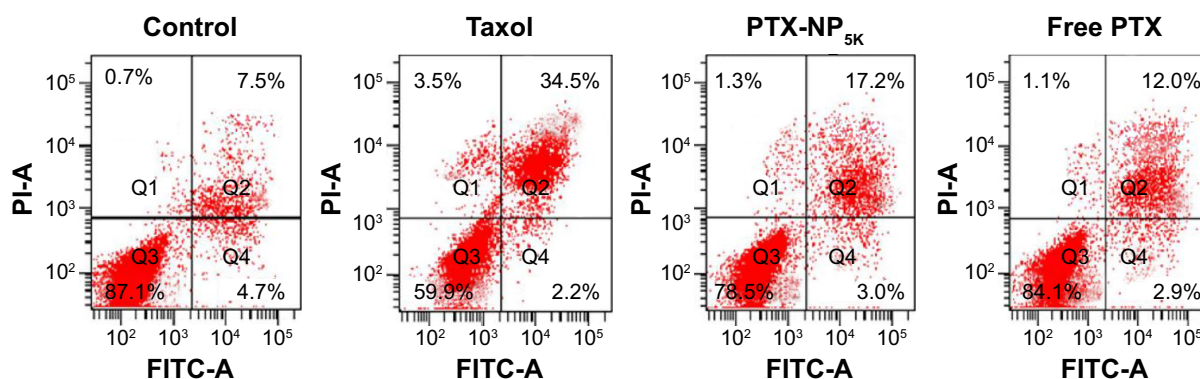 Control
0.7%
7.5%
Q1
Q2
Q3
Q4
87.1%
4.7%
10⁵
10⁴
10³
10²
PI-A
10² 10³ 10⁴ 10⁵
FITC-A
Taxol
3.5%
34.5%
Q1
Q2
Q3
Q4
59.9%
2.2%
10⁵
10⁴
10³
10²
PI-A
10² 10³ 10⁴ 10⁵
FITC-A
PTX-NP5K
1.3%
17.2%
Q1
Q2
Q3
Q4
78.5%
3.0%
10⁵
10⁴
10³
10²
PI-A
10² 10³ 10⁴ 10⁵
FITC-A
Free PTX
1.1%
12.0%
Q1
Q2
Q3
Q4
84.1%
2.9%
10⁵
10⁴
10³
10²
PI-A
10² 10³ 10⁴ 10⁵
FITC-A